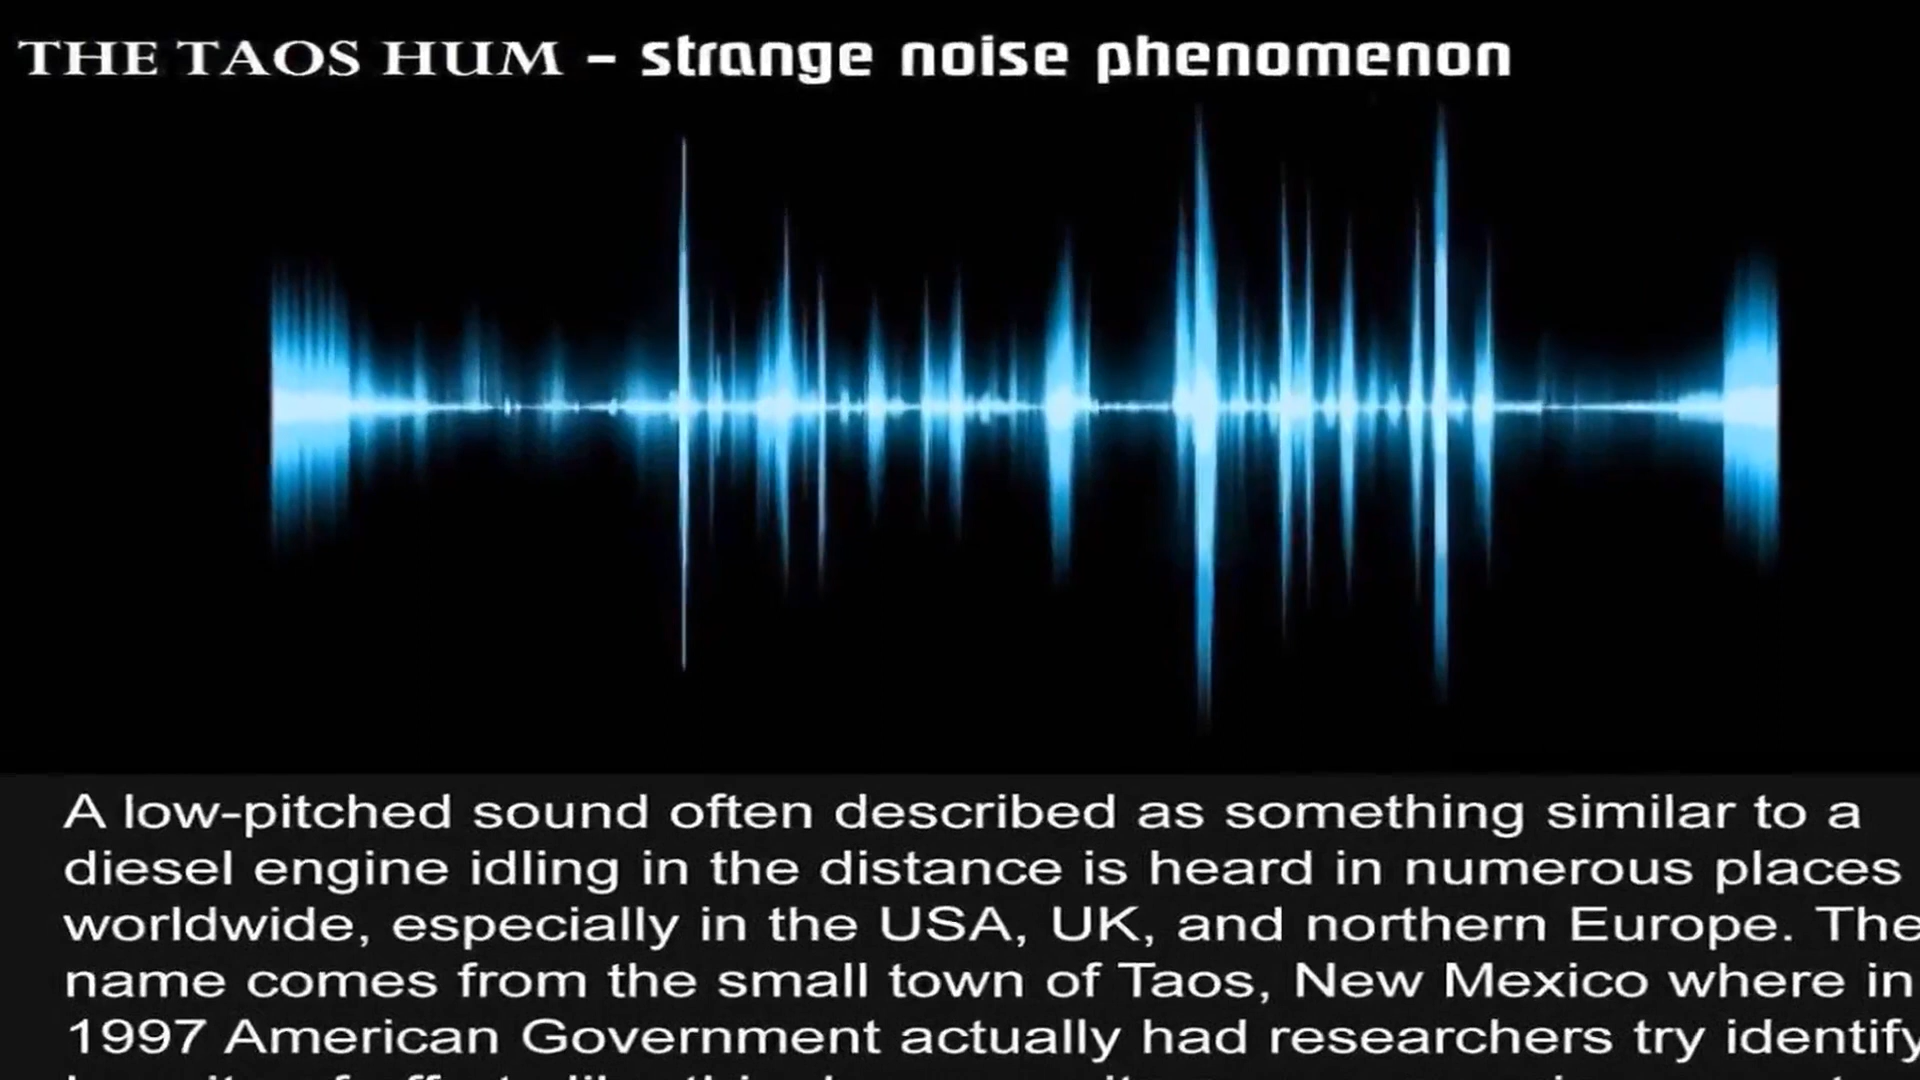 THE TAOS HUM - strange noise phenomenon
A low-pitched sound often described as something similar to a
diesel engine idling in the distance is heard in numerous places
worldwide, especially in the USA, UK, and northern Europe. The
name comes from the small town of Taos, New Mexico where in
1997 American Government actually had researchers try identify